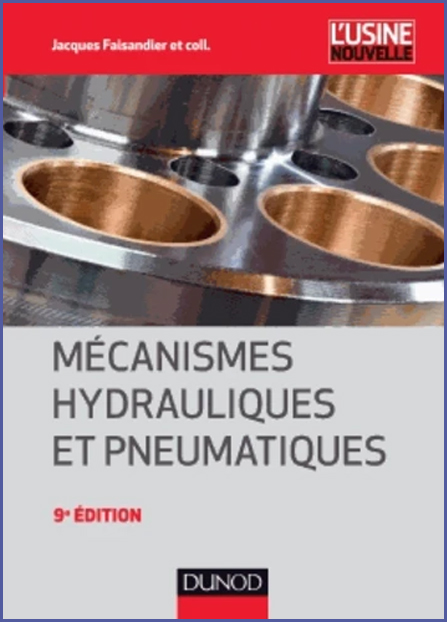 Jacques Faisandier et coll.
L'USINE
NOUVELLE
MÉCANISMES
HYDRAULIQUES
ET PNEUMATIQUES
9e ÉDITION
DUNOD